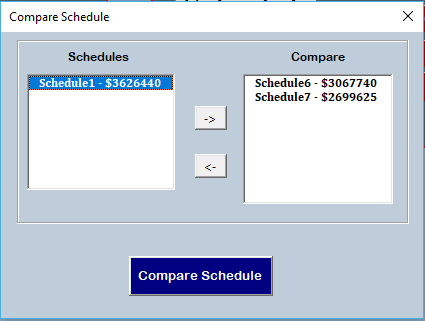 Compare Schedule
Schedules
Compare
Schedule1 - $3626440
Schedule6 - $3067740
Schedule7 - $2699625
->
<-
Compare Schedule